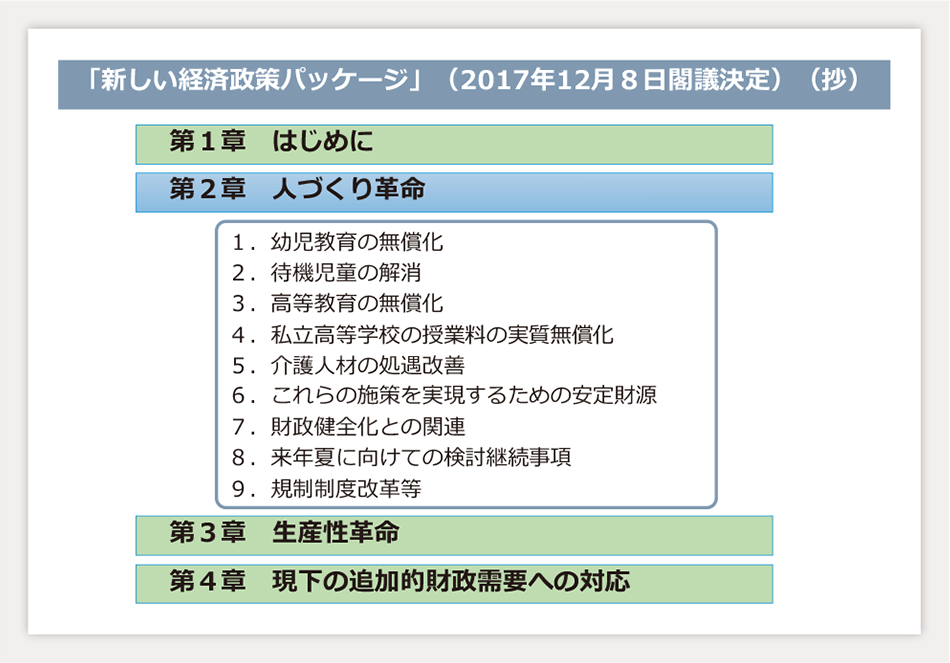 「新しい経済政策パッケージ」（2017年12月８日閣議決定）（抄）
第１章　はじめに
第２章　人づくり革命
１．幼児教育の無償化
２．待機児童の解消
３．高等教育の無償化
４．私立高等学校の授業料の実質無償化
５．介護人材の処遇改善
６．これらの施策を実現するための安定財源
７．財政健全化との関連
８．来年夏に向けての検討継続事項
９．規制制度改革等
第３章　生産性革命
第４章　現下の追加的財政需要への対応